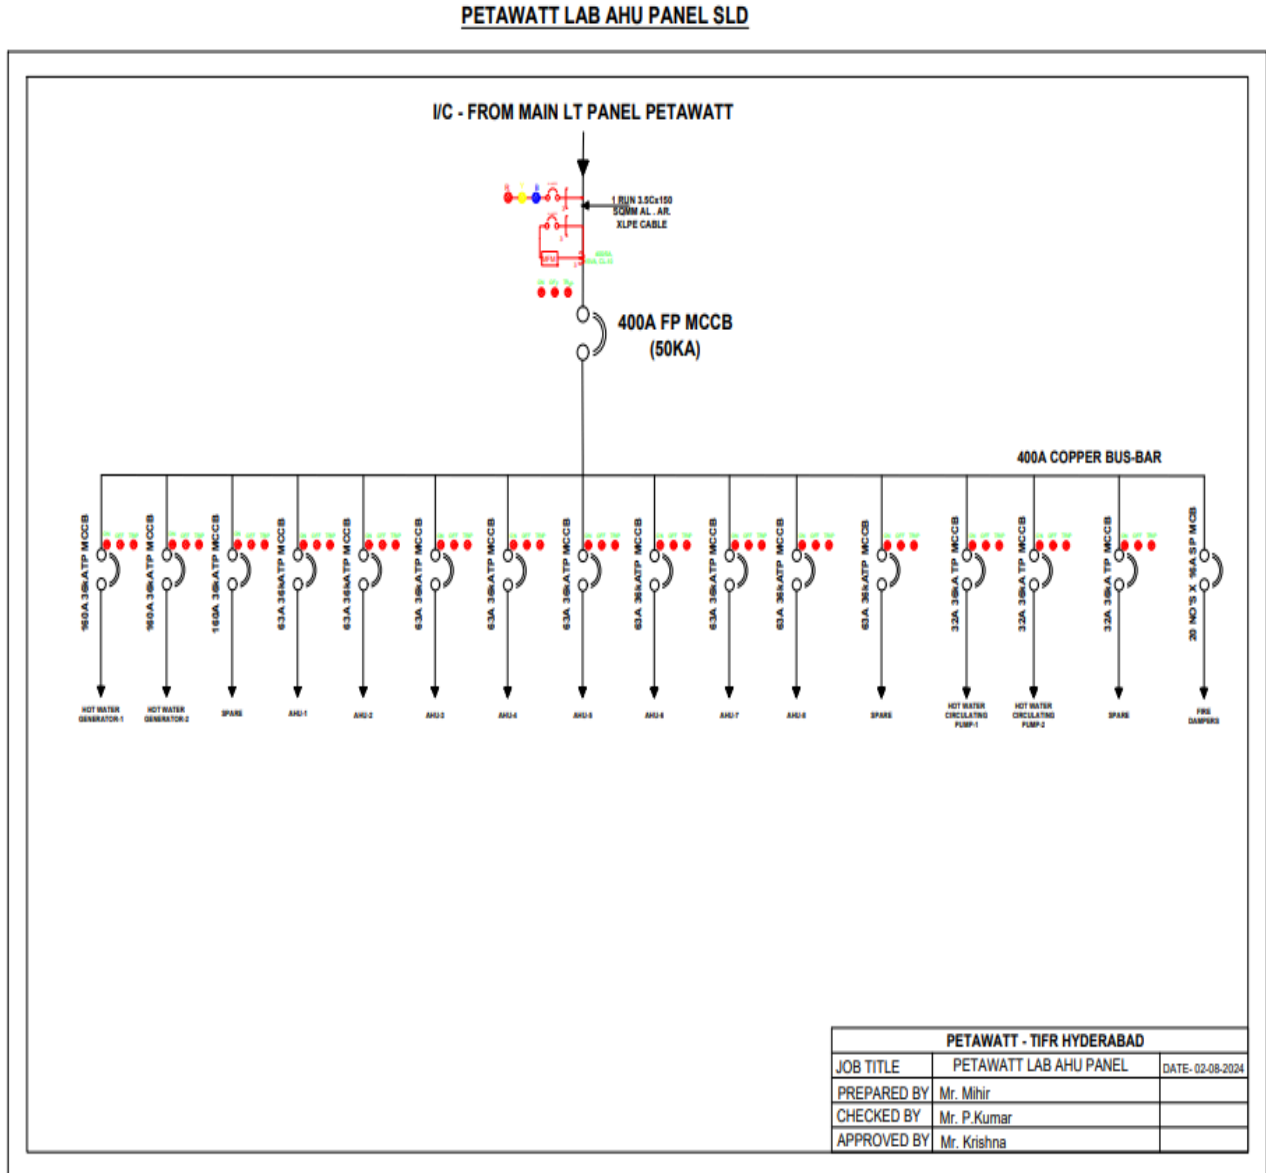 PETAWATT LAB AHU PANEL SLD
I/C - FROM MAIN LT PANEL PETAWATT
1 RUN 3.5Cx150
SQMM AL . AR.
XLPE CABLE
400A FP MCCB
(50KA)
400A COPPER BUS-BAR
160A 36kATP MCCB
160A 36kATP MCCB
160A 36kATP MCCB
63A 36kATP MCCB
63A 36kATP MCCB
63A 36kATP MCCB
63A 36kATP MCCB
63A 36kATP MCCB
63A 36kATP MCCB
63A 36kATP MCCB
63A 36kATP MCCB
63A 36kATP MCCB
32A 36kA TP MCCB
32A 36kA TP MCCB
32A 36kA TP MCCB
20 NO'S X 16A SP MCB
HOT WATER
GENERATOR-1
HOT WATER
GENERATOR-2
SPARE
AHU-1
AHU-2
AHU-3
AHU-4
AHU-5
AHU-6
AHU-7
AHU-8
SPARE
HOT WATER
CIRCULATING
PUMP-1
HOT WATER
CIRCULATING
PUMP-2
SPARE
FIRE
DAMPERS
PETAWATT - TIFR HYDERABAD
JOB TITLE PETAWATT LAB AHU PANEL DATE- 02-08-2024
PREPARED BY Mr. Mihir
CHECKED BY Mr. P.Kumar
APPROVED BY Mr. Krishna